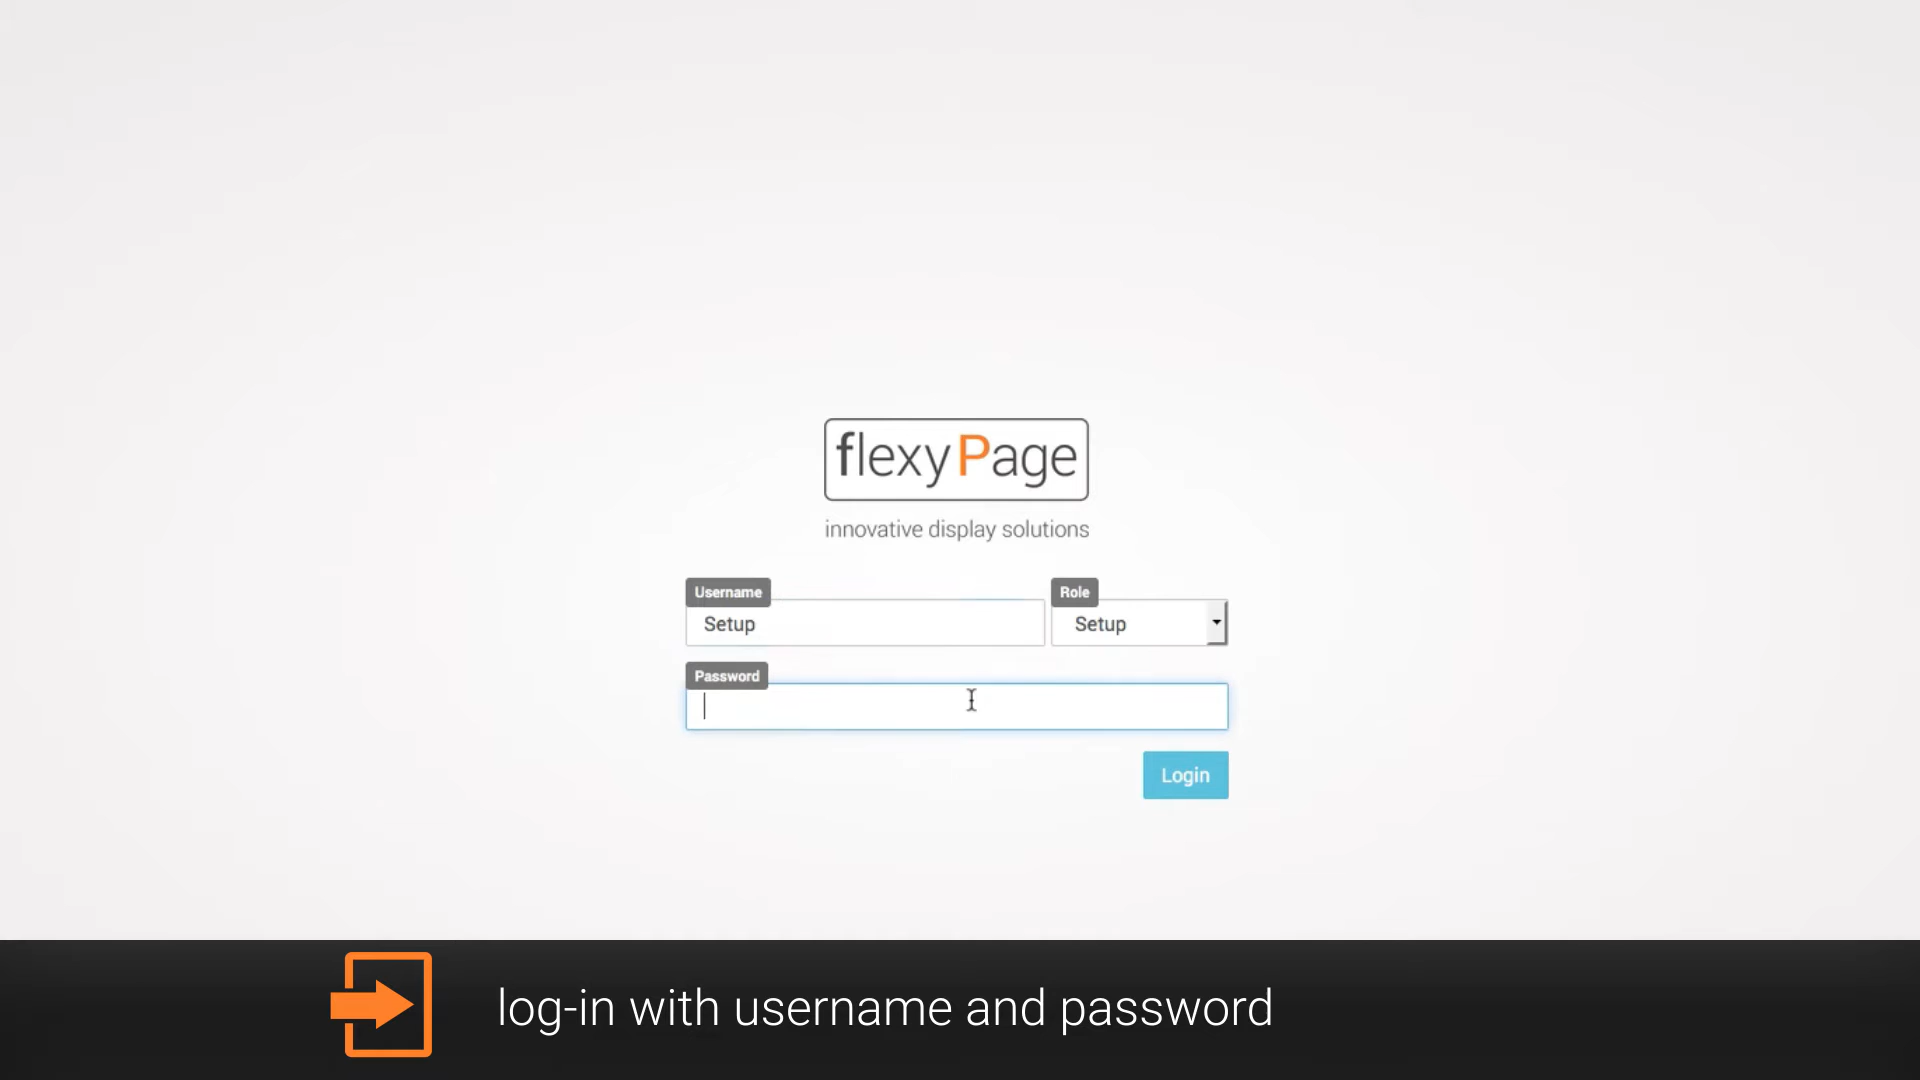 flexyPage
innovative display solutions
Username
Role
Setup
Setup
Password
Login
log-in with username and password